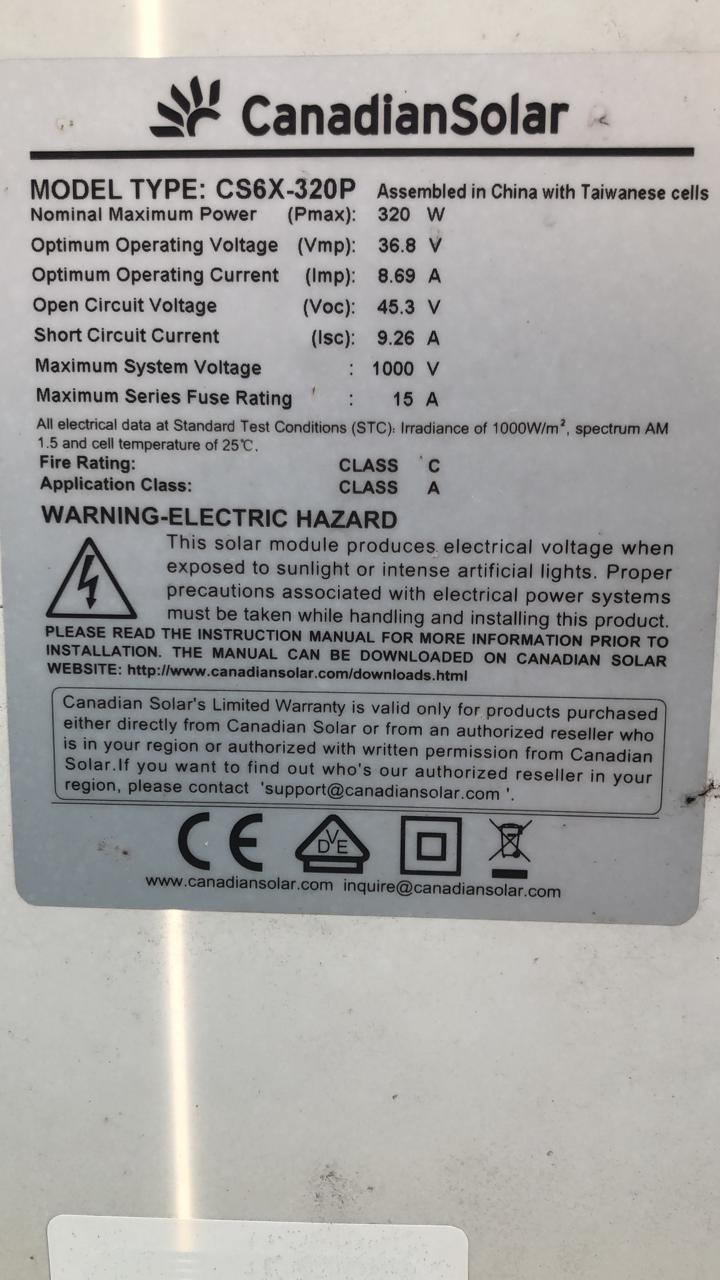 CanadianSolar
MODEL TYPE: CS6X-320P Assembled in China with Taiwanese cells
Nominal Maximum Power (Pmax): 320 W
Optimum Operating Voltage (Vmp): 36.8 V
Optimum Operating Current (Imp): 8.69 A
Open Circuit Voltage (Voc): 45.3 V
Short Circuit Current (Isc): 9.26 A
Maximum System Voltage : 1000 V
Maximum Series Fuse Rating : 15 A
All electrical data at Standard Test Conditions (STC): Irradiance of 1000W/m², spectrum AM
1.5 and cell temperature of 25℃.
Fire Rating: CLASS C
Application Class: CLASS A
WARNING-ELECTRIC HAZARD
This solar module produces electrical voltage when
exposed to sunlight or intense artificial lights. Proper
precautions associated with electrical power systems
must be taken while handling and installing this product.
PLEASE READ THE INSTRUCTION MANUAL FOR MORE INFORMATION PRIOR TO
INSTALLATION. THE MANUAL CAN BE DOWNLOADED ON CANADIAN SOLAR
WEBSITE: http://www.canadiansolar.com/downloads.html
Canadian Solar's Limited Warranty is valid only for products purchased
either directly from Canadian Solar or from an authorized reseller who
is in your region or authorized with written permission from Canadian
Solar.If you want to find out who's our authorized reseller in your
region, please contact 'support@canadiansolar.com '.
CE DVE
www.canadiansolar.com inquire@canadiansolar.com